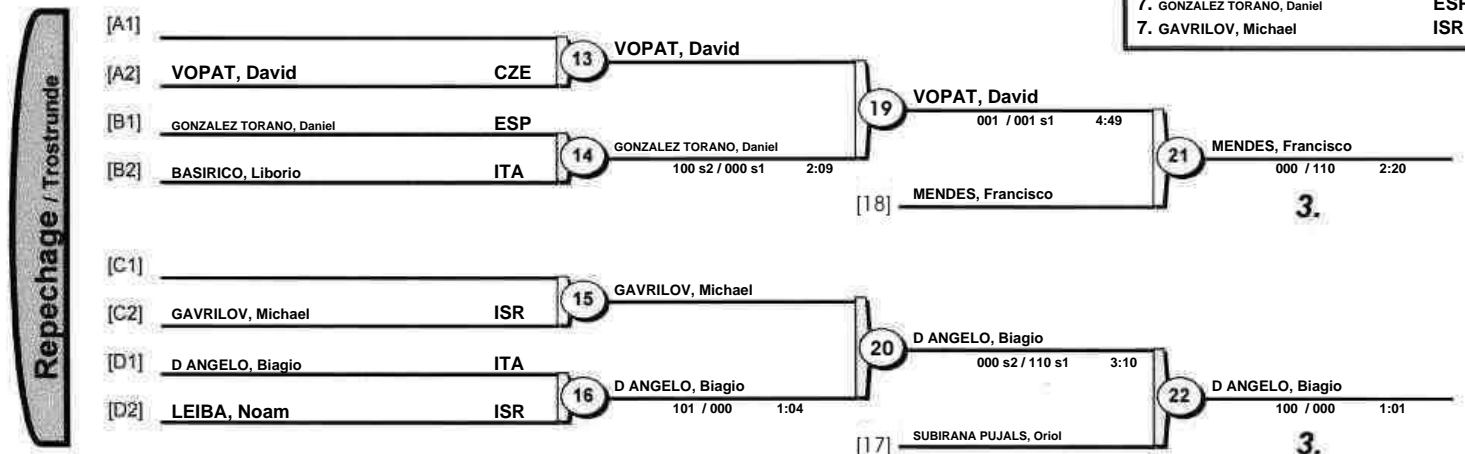 7. GONZALEZ TORANO, Daniel ESP
7. GAVRILOV, Michael ISR
Repechage / Trostrunde
[A1]
[A2] VOPAT, David CZE
13 VOPAT, David
[B1] GONZALEZ TORANO, Daniel ESP
[B2] BASIRICO, Liborio ITA
14 GONZALEZ TORANO, Daniel
100 s2 / 000 s1 2:09
19 VOPAT, David
001 / 001 s1 4:49
[18] MENDES, Francisco
21 MENDES, Francisco
000 / 110 2:20
3.
[C1]
[C2] GAVRILOV, Michael ISR
15 GAVRILOV, Michael
[D1] D ANGELO, Biagio ITA
[D2] LEIBA, Noam ISR
16 D ANGELO, Biagio
101 / 000 1:04
20 D ANGELO, Biagio
000 s2 / 110 s1 3:10
[17] SUBIRANA PUJALS, Oriol
22 D ANGELO, Biagio
100 / 000 1:01
3.